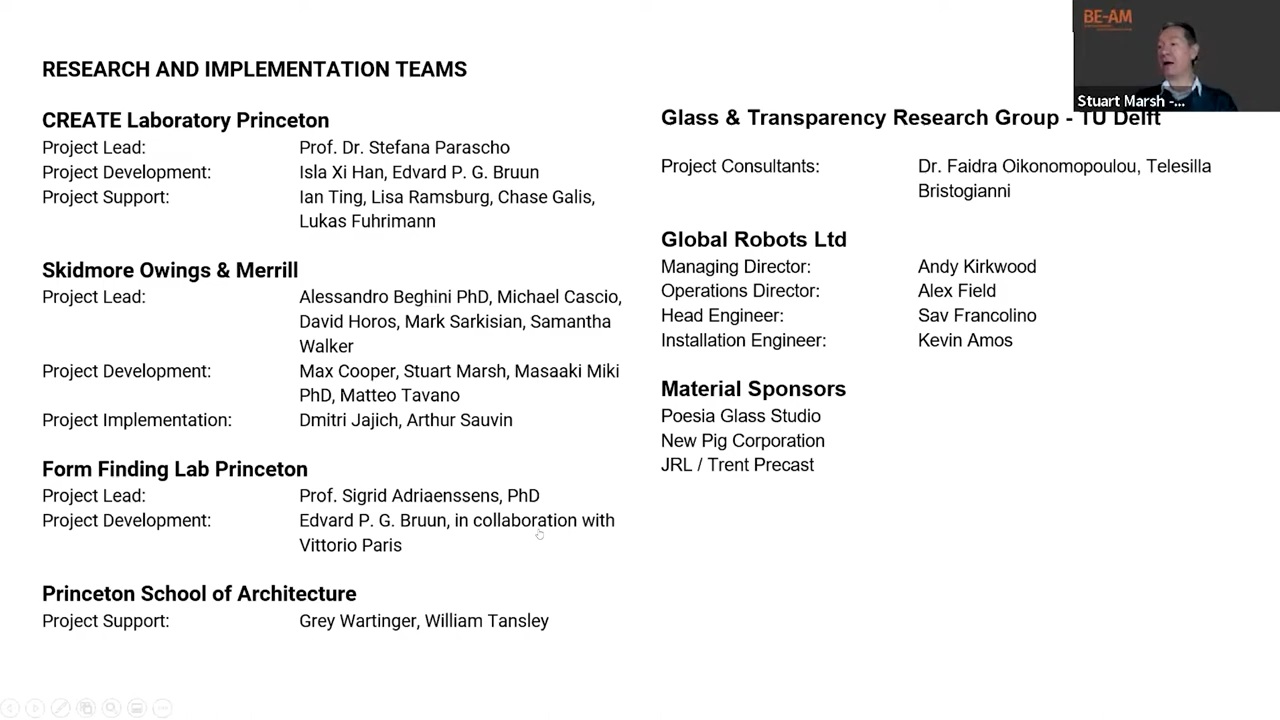 RESEARCH AND IMPLEMENTATION TEAMS
CREATE Laboratory Princeton
Project Lead: Prof. Dr. Stefana Parascho
Project Development: Isla Xi Han, Edvard P. G. Bruun
Project Support: Ian Ting, Lisa Ramsburg, Chase Galis,
Lukas Fuhrimann
Skidmore Owings & Merrill
Project Lead: Alessandro Beghini PhD, Michael Cascio,
David Horos, Mark Sarkisian, Samantha
Walker
Project Development: Max Cooper, Stuart Marsh, Masaaki Miki
PhD, Matteo Tavano
Project Implementation: Dmitri Jajich, Arthur Sauvin
Form Finding Lab Princeton
Project Lead: Prof. Sigrid Adriaenssens, PhD
Project Development: Edvard P. G. Bruun, in collaboration with
Vittorio Paris
Princeton School of Architecture
Project Support: Grey Wartinger, William Tansley
Glass & Transparency Research Group - TU Delft
Project Consultants: Dr. Faidra Oikonomopoulou, Telesilla
Bristogianni
Global Robots Ltd
Managing Director: Andy Kirkwood
Operations Director: Alex Field
Head Engineer: Sav Francolino
Installation Engineer: Kevin Amos
Material Sponsors
Poesia Glass Studio
New Pig Corporation
JRL / Trent Precast
BE-AM
Stuart Marsh -...